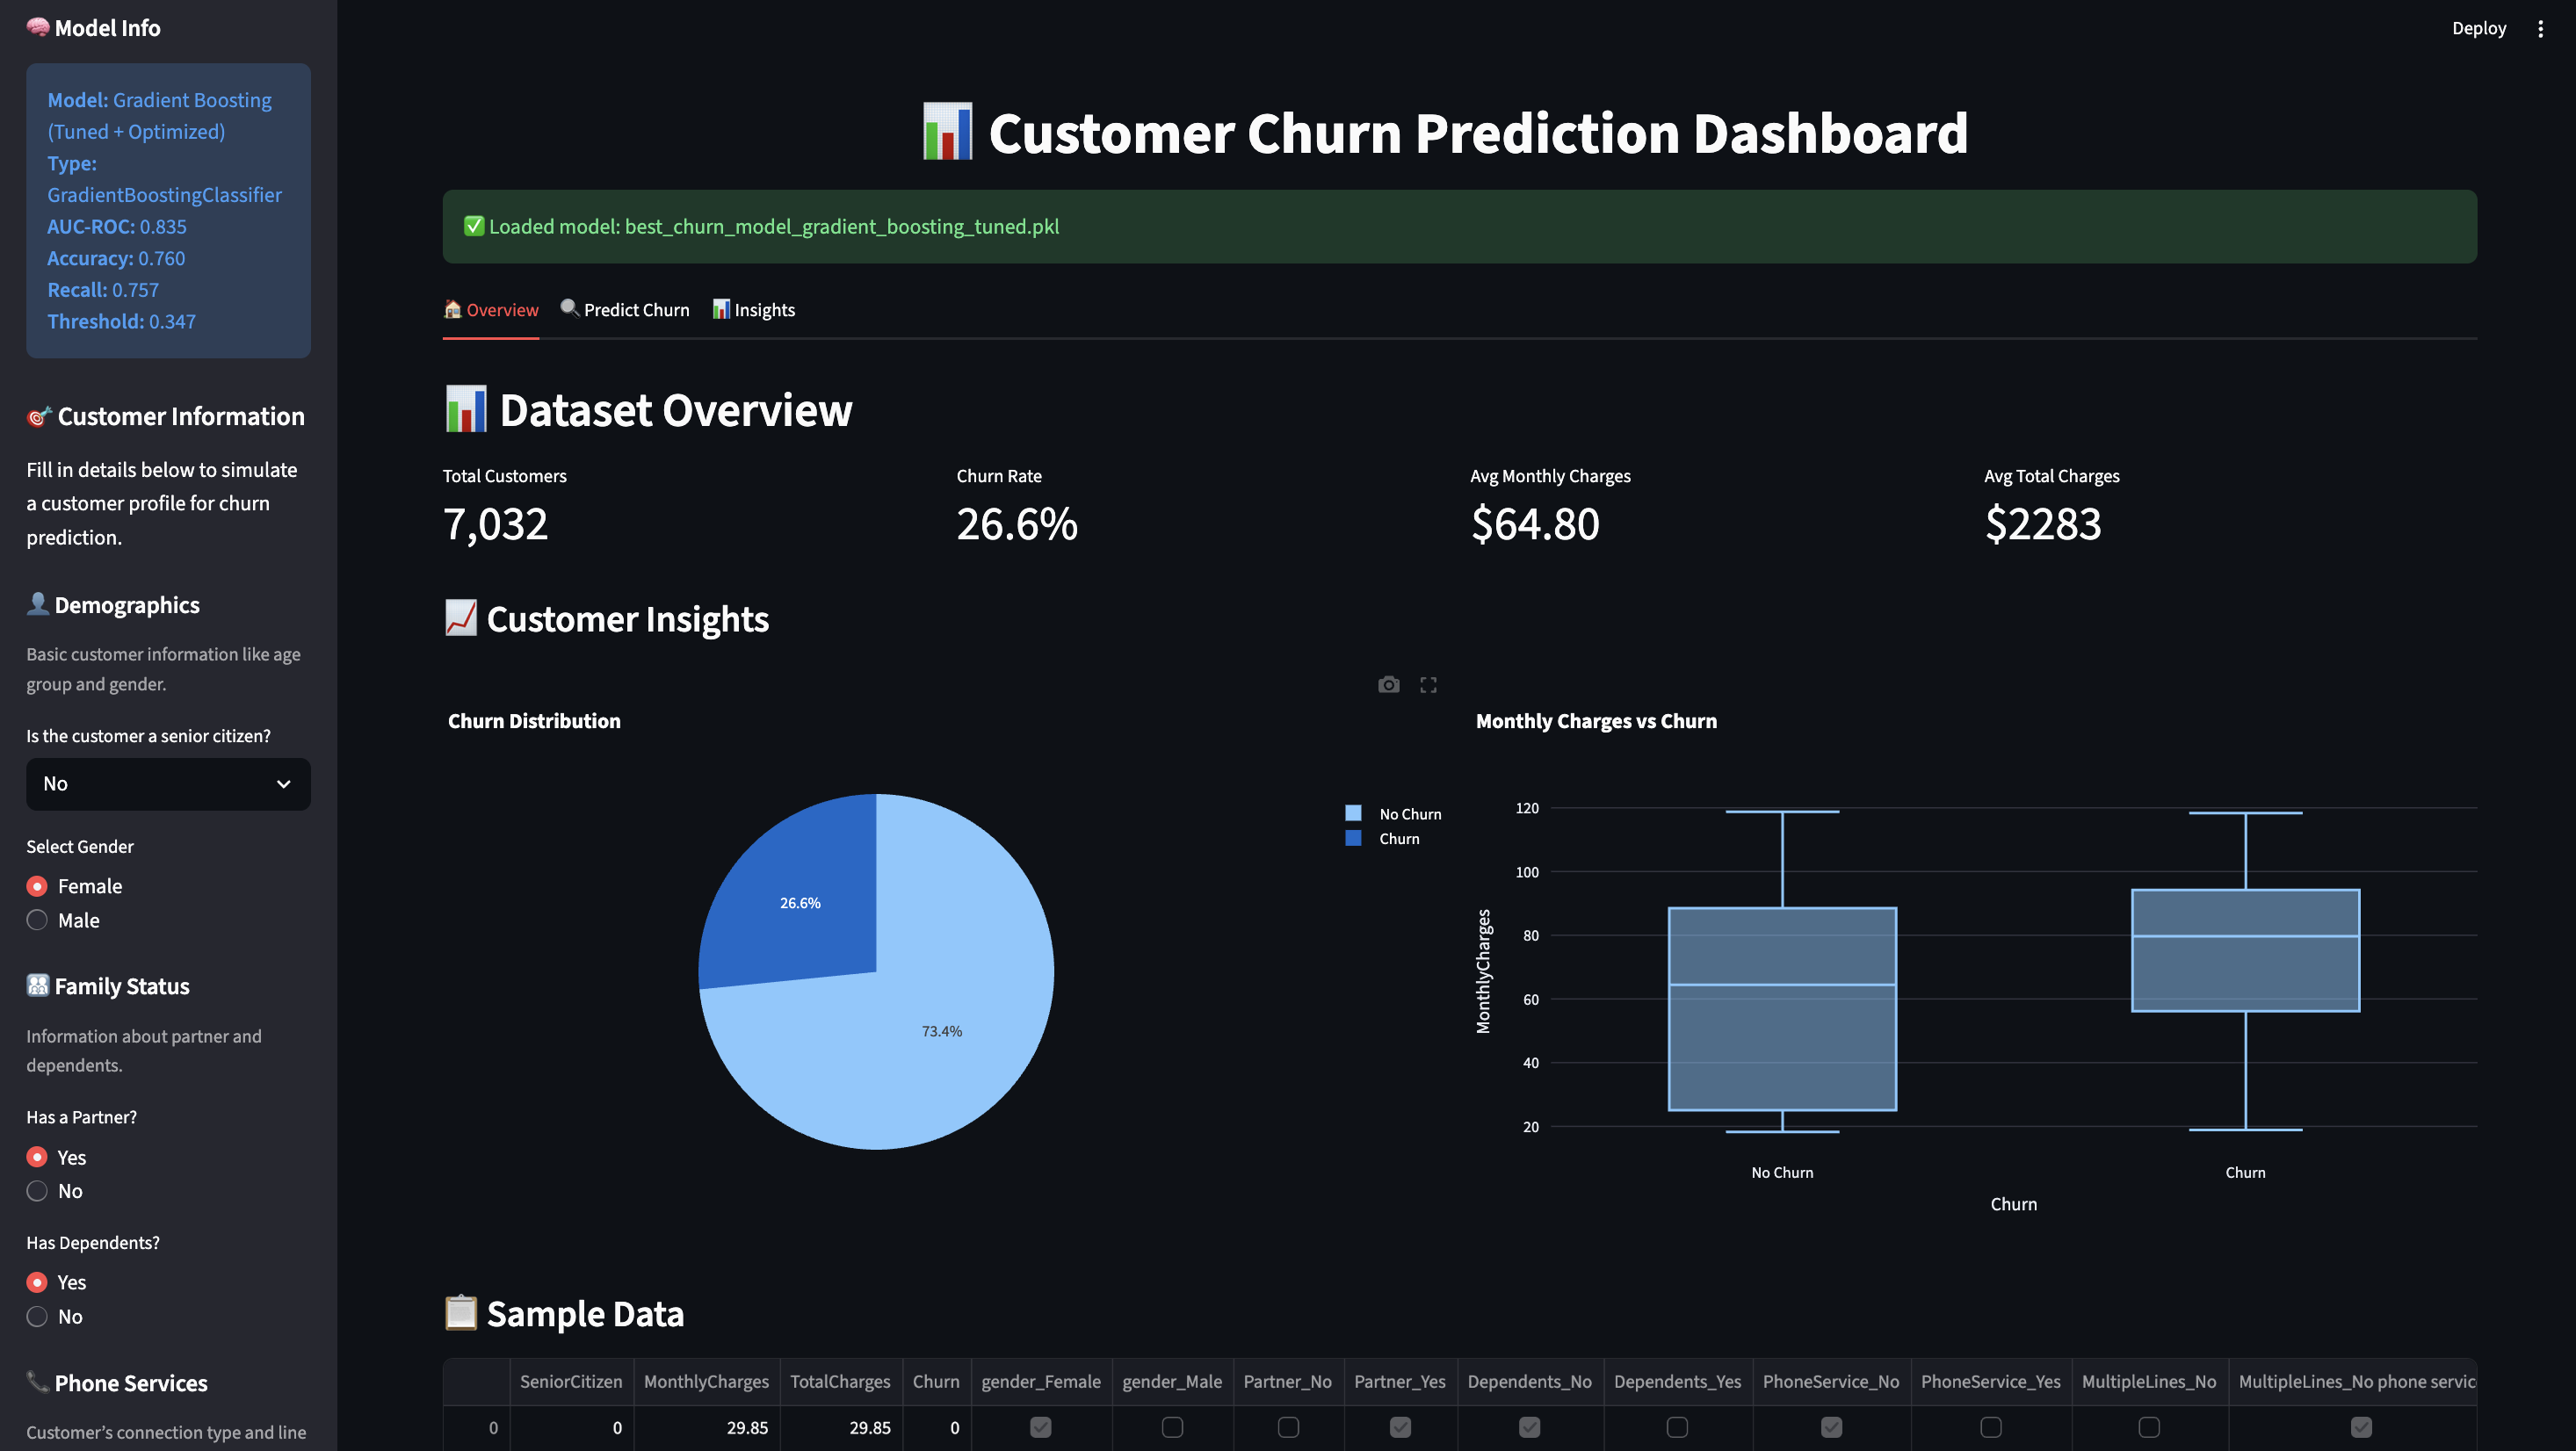 Model Info
Model: Gradient Boosting
(Tuned + Optimized)
Type:
GradientBoostingClassifier
AUC-ROC: 0.835
Accuracy: 0.760
Recall: 0.757
Threshold: 0.347
Customer Information
Fill in details below to simulate
a customer profile for churn
prediction.
Demographics
Basic customer information like age
group and gender.
Is the customer a senior citizen?
No
Select Gender
Female
Male
Family Status
Information about partner and
dependents.
Has a Partner?
Yes
No
Has Dependents?
Yes
No
Phone Services
Customer’s connection type and line
Deploy
Customer Churn Prediction Dashboard
Loaded model: best_churn_model_gradient_boosting_tuned.pkl
Overview Predict Churn Insights
Dataset Overview
Total Customers Churn Rate Avg Monthly Charges Avg Total Charges
7,032 26.6% $64.80 $2283
Customer Insights
Churn Distribution
No Churn
Churn
26.6%
73.4%
Monthly Charges vs Churn
120
100
80
60
40
20
MonthlyCharges
No Churn Churn
Churn
Sample Data
SeniorCitizen MonthlyCharges TotalCharges Churn gender_Female gender_Male Partner_No Partner_Yes Dependents_No Dependents_Yes PhoneService_No PhoneService_Yes MultipleLines_No MultipleLines_No phone servic
0 0 29.85 29.85 0